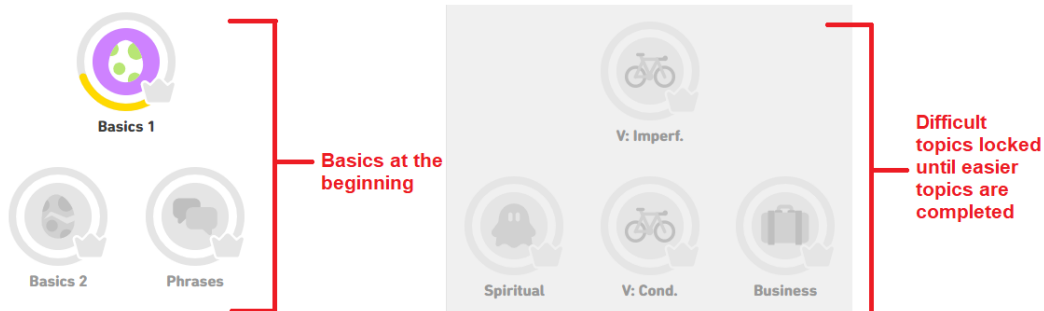 Basics 1
Basics 2
Phrases
Basics at the
beginning
V: Imperf.
Spiritual
V: Cond.
Business
Difficult
topics locked
until easier
topics are
completed